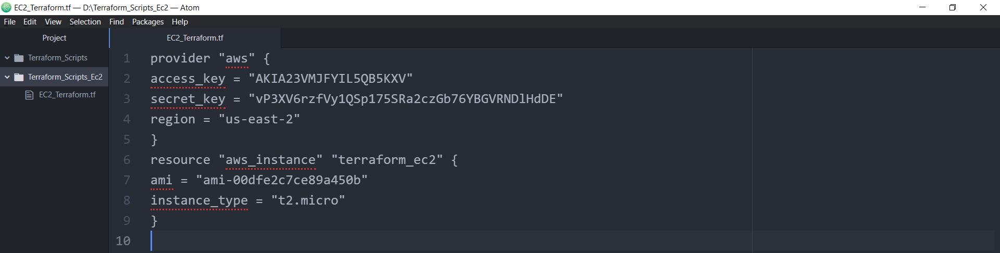 EC2_Terraform.tf — D:\Terraform_Scripts_Ec2 — Atom
File Edit View Selection Find Packages Help
Project
EC2_Terraform.tf
Terraform_Scripts
Terraform_Scripts_Ec2
EC2_Terraform.tf
1 provider "aws" {
2 access_key = "AKIA23VMJFYIL5QB5KXV"
3 secret_key = "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"
4 region = "us-east-2"
5 }
6 resource "aws_instance" "terraform_ec2" {
7 ami = "ami-00dfe2c7ce89a450b"
8 instance_type = "t2.micro"
9 }
10